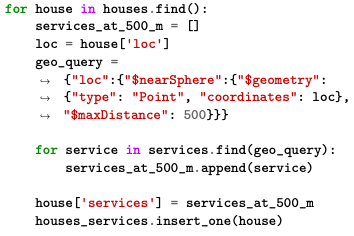 for house in houses.find():
    services_at_500_m = []
    loc = house['loc']
    geo_query =
    ↪ {"loc":{"$nearSphere":{"$geometry":
    ↪ {"type": "Point", "coordinates": loc},
    ↪ "$maxDistance": 500}}}

    for service in services.find(geo_query):
        services_at_500_m.append(service)

    house['services'] = services_at_500_m
    houses_services.insert_one(house)